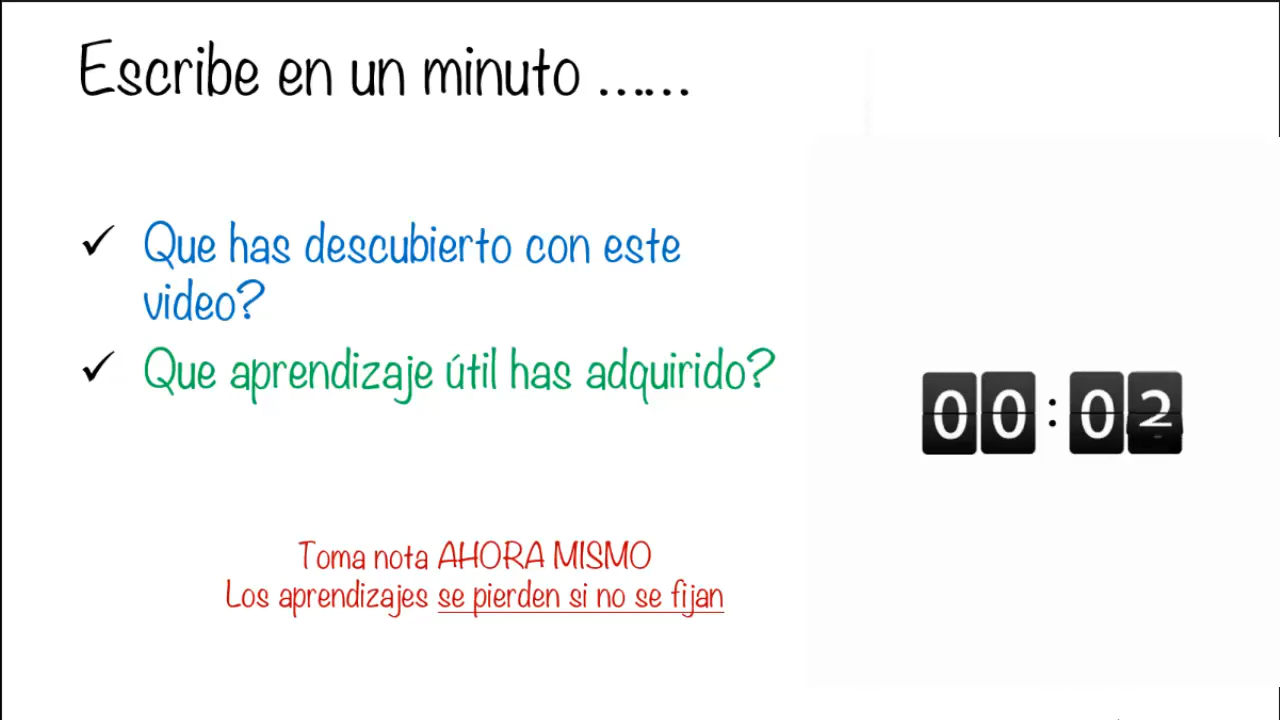 Escribe en un minuto ……
✓ Que has descubierto con este
video?
✓ Que aprendizaje útil has adquirido?
00:02
Toma nota AHORA MISMO
Los aprendizajes se pierden si no se fijan